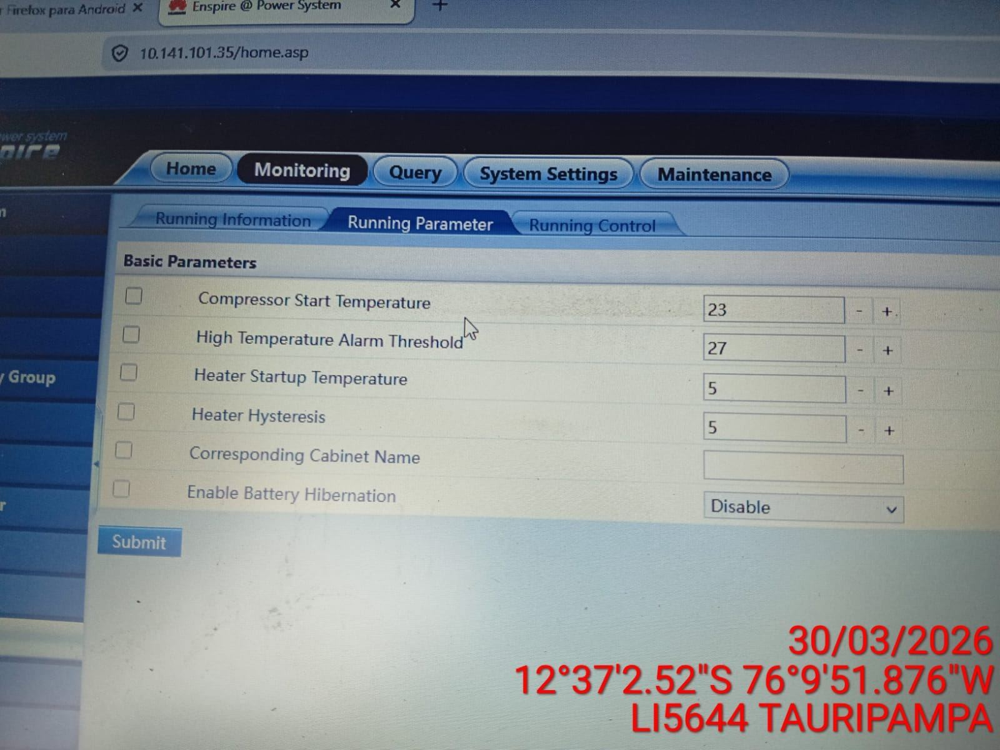 Firefox para Android ×
Enspire @ Power System × +
10.141.101.35/home.asp
wer system
Home Monitoring Query System Settings Maintenance
Running Information Running Parameter Running Control
Basic Parameters
Compressor Start Temperature 23 - +
High Temperature Alarm Threshold 27 - +
Heater Startup Temperature 5 - +
Group
Heater Hysteresis 5 - +
Corresponding Cabinet Name
Enable Battery Hibernation Disable
Submit
30/03/2026
12°37'2.52"S 76°9'51.876"W
LI5644 TAURIPAMPA